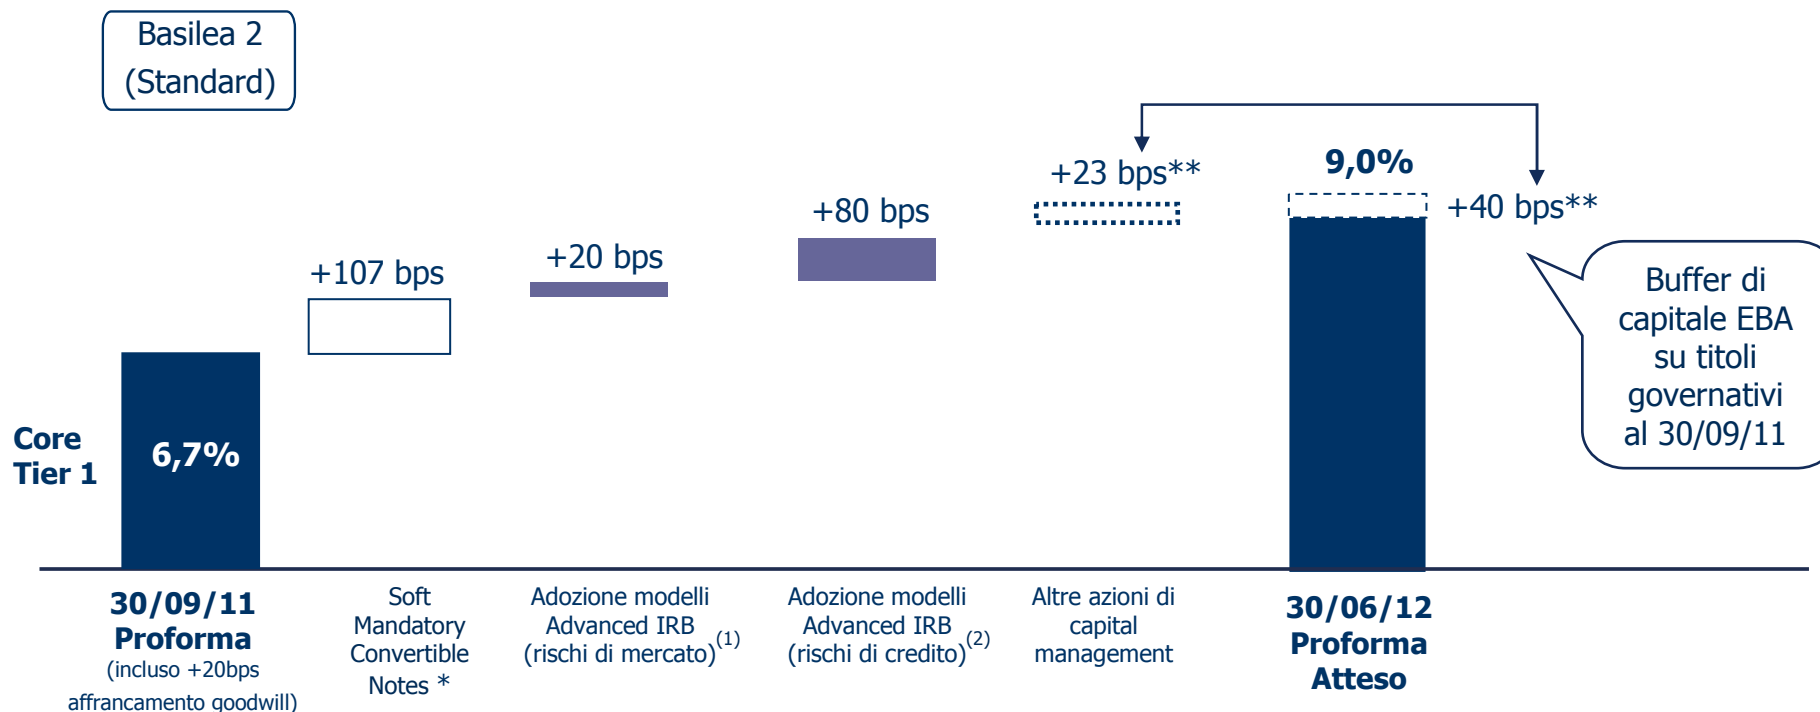 Basilea 2
(Standard)
+107 bps
+20 bps
+80 bps
+23 bps**
9,0%
+40 bps**
Buffer di
capitale EBA
su titoli
governativi
al 30/09/11
Core
Tier 1
6,7%
30/09/11
Proforma
(incluso +20bps
affrancamento goodwill)
Soft
Mandatory
Convertible
Notes *
Adozione modelli
Advanced IRB
(rischi di mercato)(1)
Adozione modelli
Advanced IRB
(rischi di credito)(2)
Altre azioni di
capital
management
30/06/12
Proforma
Atteso